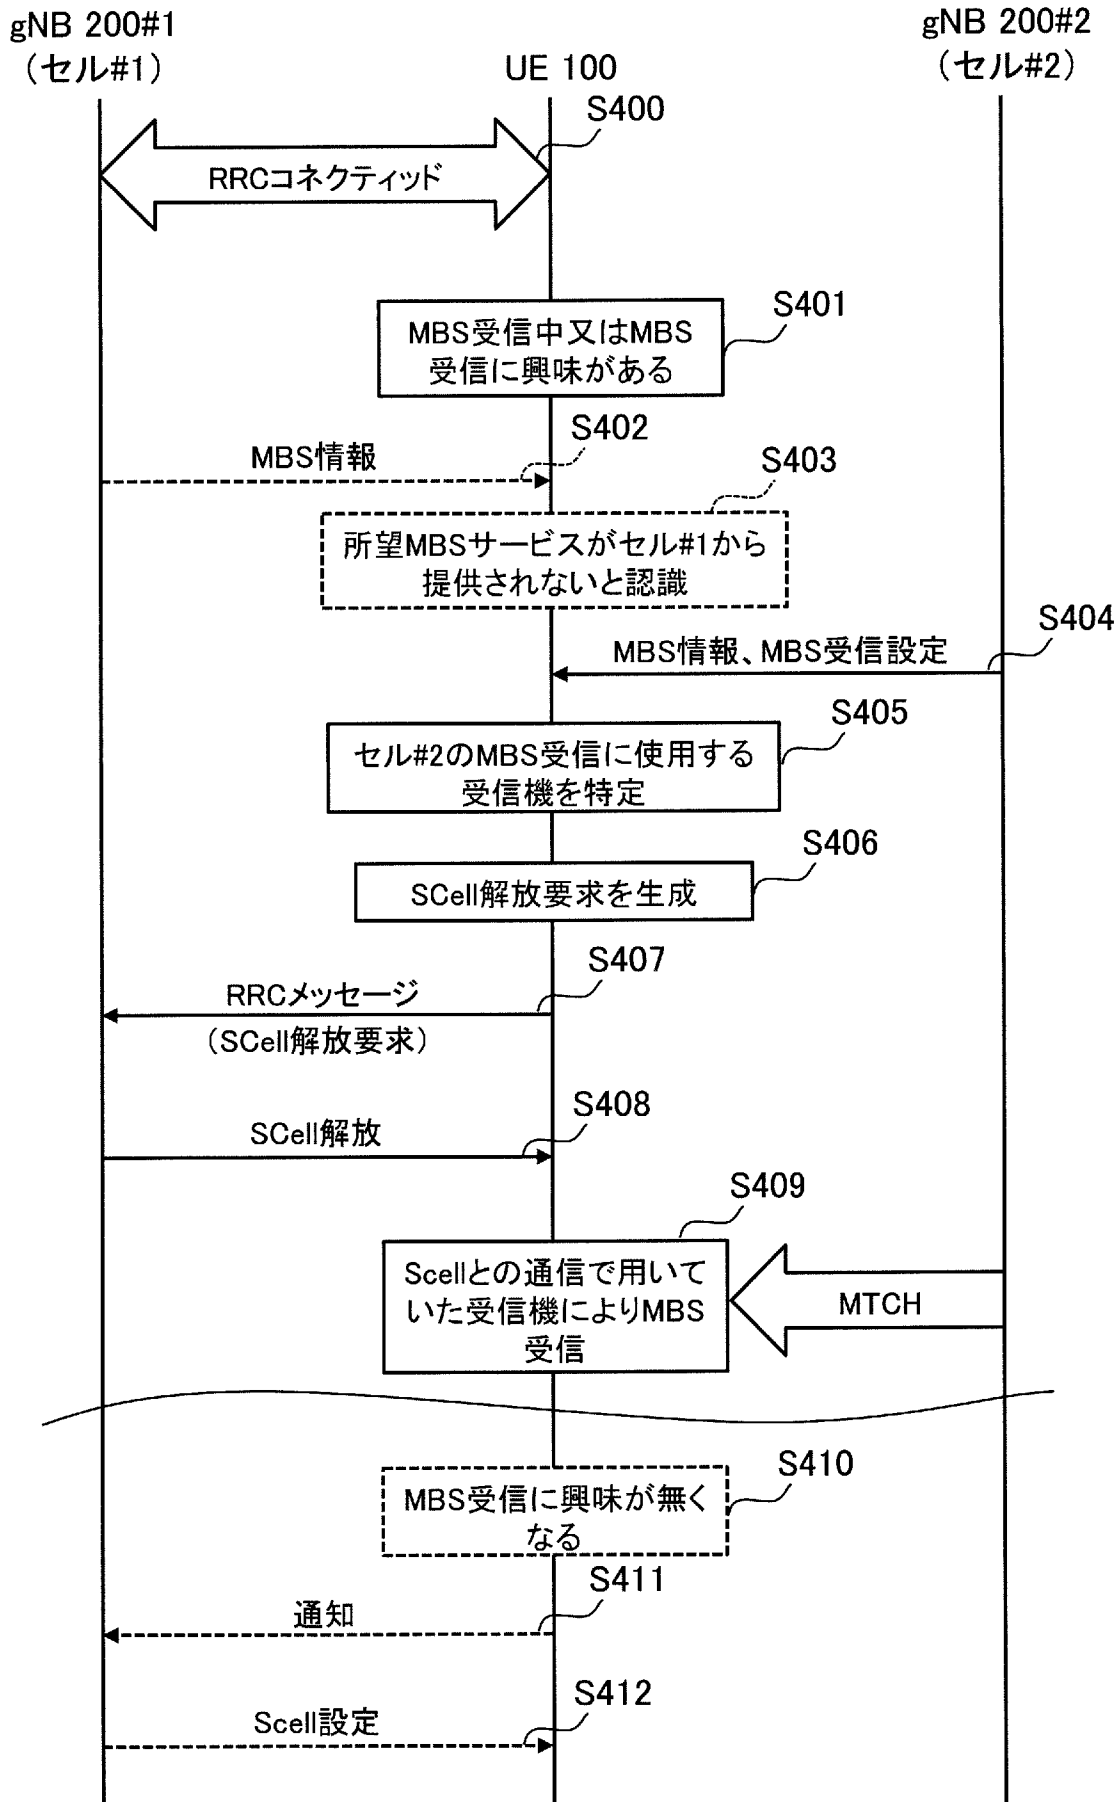 gNB 200#1
（セル#1）
UE 100
gNB 200#2
（セル#2）
S400
RRCコネクティッド
S401
MBS受信中又はMBS
受信に興味がある
S402
MBS情報
S403
所望MBSサービスがセル#1から
提供されないと認識
S404
MBS情報、MBS受信設定
S405
セル#2のMBS受信に使用する
受信機を特定
S406
SCell解放要求を生成
S407
RRCメッセージ
（SCell解放要求）
S408
SCell解放
S409
Scellとの通信で用いて
いた受信機によりMBS
受信
MTCH
S410
MBS受信に興味が無く
なる
S411
通知
S412
Scell設定